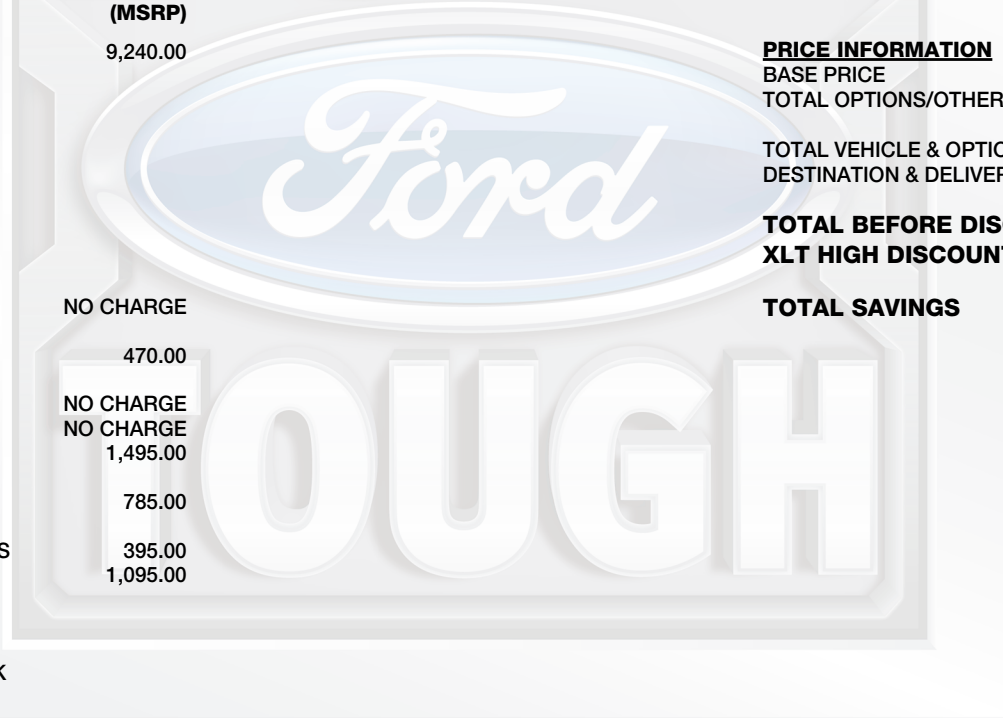 (MSRP)
9,240.00
NO CHARGE
470.00
NO CHARGE
NO CHARGE
1,495.00
785.00
S 395.00
1,095.00
K
PRICE INFORMATION
BASE PRICE
TOTAL OPTIONS/OTHER
TOTAL VEHICLE & OPTIO
DESTINATION & DELIVER
TOTAL BEFORE DIS
XLT HIGH DISCOUN
TOTAL SAVINGS
Ford
TOUGH